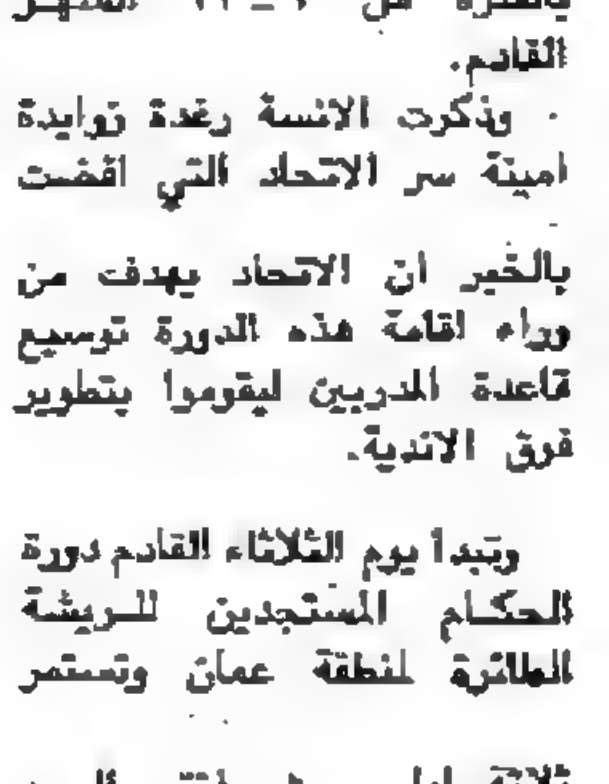 القادم.
وذكرت الانسة رغدة زوايدة
امينة سر الاتحاد التي افضت
بالخبر ان الاتحاد يهدف من
وراء اقامة هذه الدورة توسيع
قاعدة المدربين ليقوموا بتطوير
فرق الاندية.
وتبدأ يوم الثلاثاء القادم دورة
الحكام المستجدين للريشة
الطائرة لمنطقة عمان وتستمر